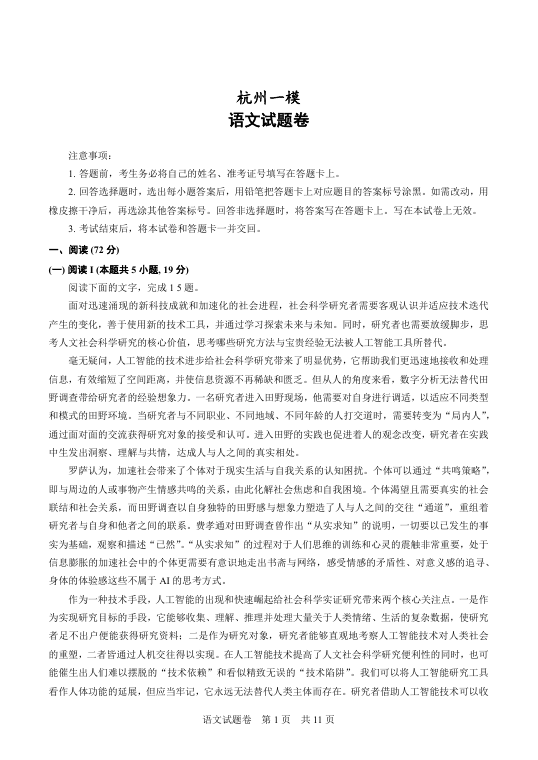 杭州一模
语文试题卷
注意事项：
1. 答题前，考生务必将自己的姓名、准考证号填写在答题卡上。
2. 回答选择题时，选出每小题答案后，用铅笔把答题卡上对应题目的答案标号涂黑。如需改动，用
橡皮擦干净后，再选涂其他答案标号。回答非选择题时，将答案写在答题卡上。写在本试卷上无效。
3. 考试结束后，将本试卷和答题卡一并交回。
一、阅读 (72 分)
(一) 阅读 I (本题共 5 小题, 19 分)
阅读下面的文字，完成 1 5 题。
面对迅速涌现的新科技成就和加速化的社会进程，社会科学研究者需要客观认识并适应技术迭代
产生的变化，善于使用新的技术工具，并通过学习探索未来与未知。同时，研究者也需要放缓脚步，思
考人文社会科学研究的核心价值，思考哪些研究方法与宝贵经验无法被人工智能工具所替代。
毫无疑问，人工智能的技术进步给社会科学研究带来了明显优势，它帮助我们更迅速地接收和处理
信息，有效缩短了空间距离，并使信息资源不再稀缺和匮乏。但从人的角度来看，数字分析无法替代田
野调查带给研究者的经验想象力。一名研究者进入田野现场，他需要对自身进行调适，以适应不同类型
和模式的田野环境。当研究者与不同职业、不同地域、不同年龄的人打交道时，需要转变为“局内人”，
通过面对面的交流获得研究对象的接受和认可。进入田野的实践也促进着人的观念改变，研究者在实践
中生发出洞察、理解与共情，达成人与人之间的真实相处。
罗萨认为，加速社会带来了个体对于现实生活与自我关系的认知困扰。个体可以通过“共鸣策略”，
即与周边的人或事物产生情感共鸣的关系，由此化解社会焦虑和自我困境。个体渴望且需要真实的社会
联结和社会关系，而田野调查以自身独特的田野感与想象力塑造了人与人之间的交往“通道”，重组着
研究者与自身和他者之间的联系。费孝通对田野调查曾作出“从实求知”的说明，一切要以已发生的事
实为基础，观察和描述“已然”。“从实求知”的过程对于人们思维的训练和心灵的震触非常重要，处于
信息膨胀的加速社会中的个体更需要有意识地走出书斋与网络，感受情感的矛盾性、对意义感的追寻、
身体的体验感这些不属于 AI 的思考方式。
作为一种技术手段，人工智能的出现和快速崛起给社会科学实证研究带来两个核心关注点。一是作
为实现研究目标的手段，它能够收集、理解、推理并处理大量关于人类情绪、生活的复杂数据，使研究
者足不出户便能获得研究资料；二是作为研究对象，研究者能够直观地考察人工智能技术对人类社会
的重塑，二者皆通过人机交往得以实现。在人工智能技术提高了人文社会科学研究便利性的同时，也可
能催生出人们难以摆脱的“技术依赖”和看似精致无误的“技术陷阱”。我们可以将人工智能研究工具
看作人体功能的延展，但应当牢记，它永远无法替代人类主体而存在。研究者借助人工智能技术可以收
语文试题卷 第 1 页 共 11 页